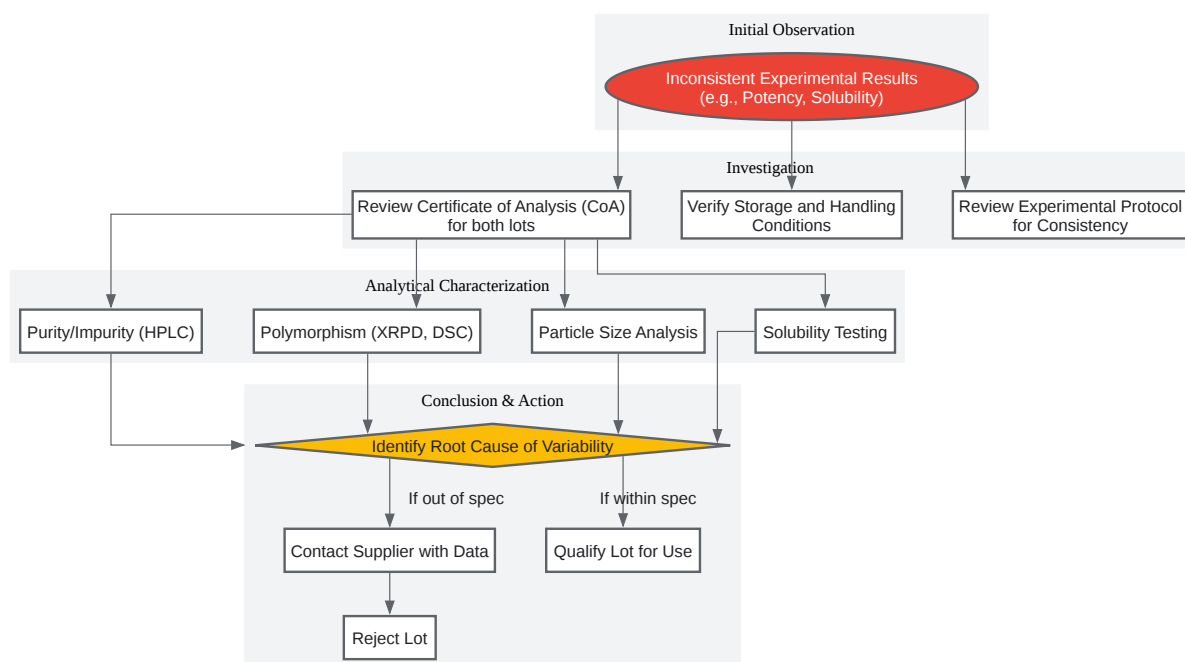 Initial Observation
Inconsistent Experimental Results
(e.g., Potency, Solubility)
Investigation
Review Certificate of Analysis (CoA)
for both lots
Verify Storage and Handling
Conditions
Review Experimental Protocol
for Consistency
Analytical Characterization
Purity/Impurity (HPLC)
Polymorphism (XRPD, DSC)
Particle Size Analysis
Solubility Testing
Conclusion & Action
Identify Root Cause of Variability
If out of spec
If within spec
Contact Supplier with Data
Qualify Lot for Use
Reject Lot